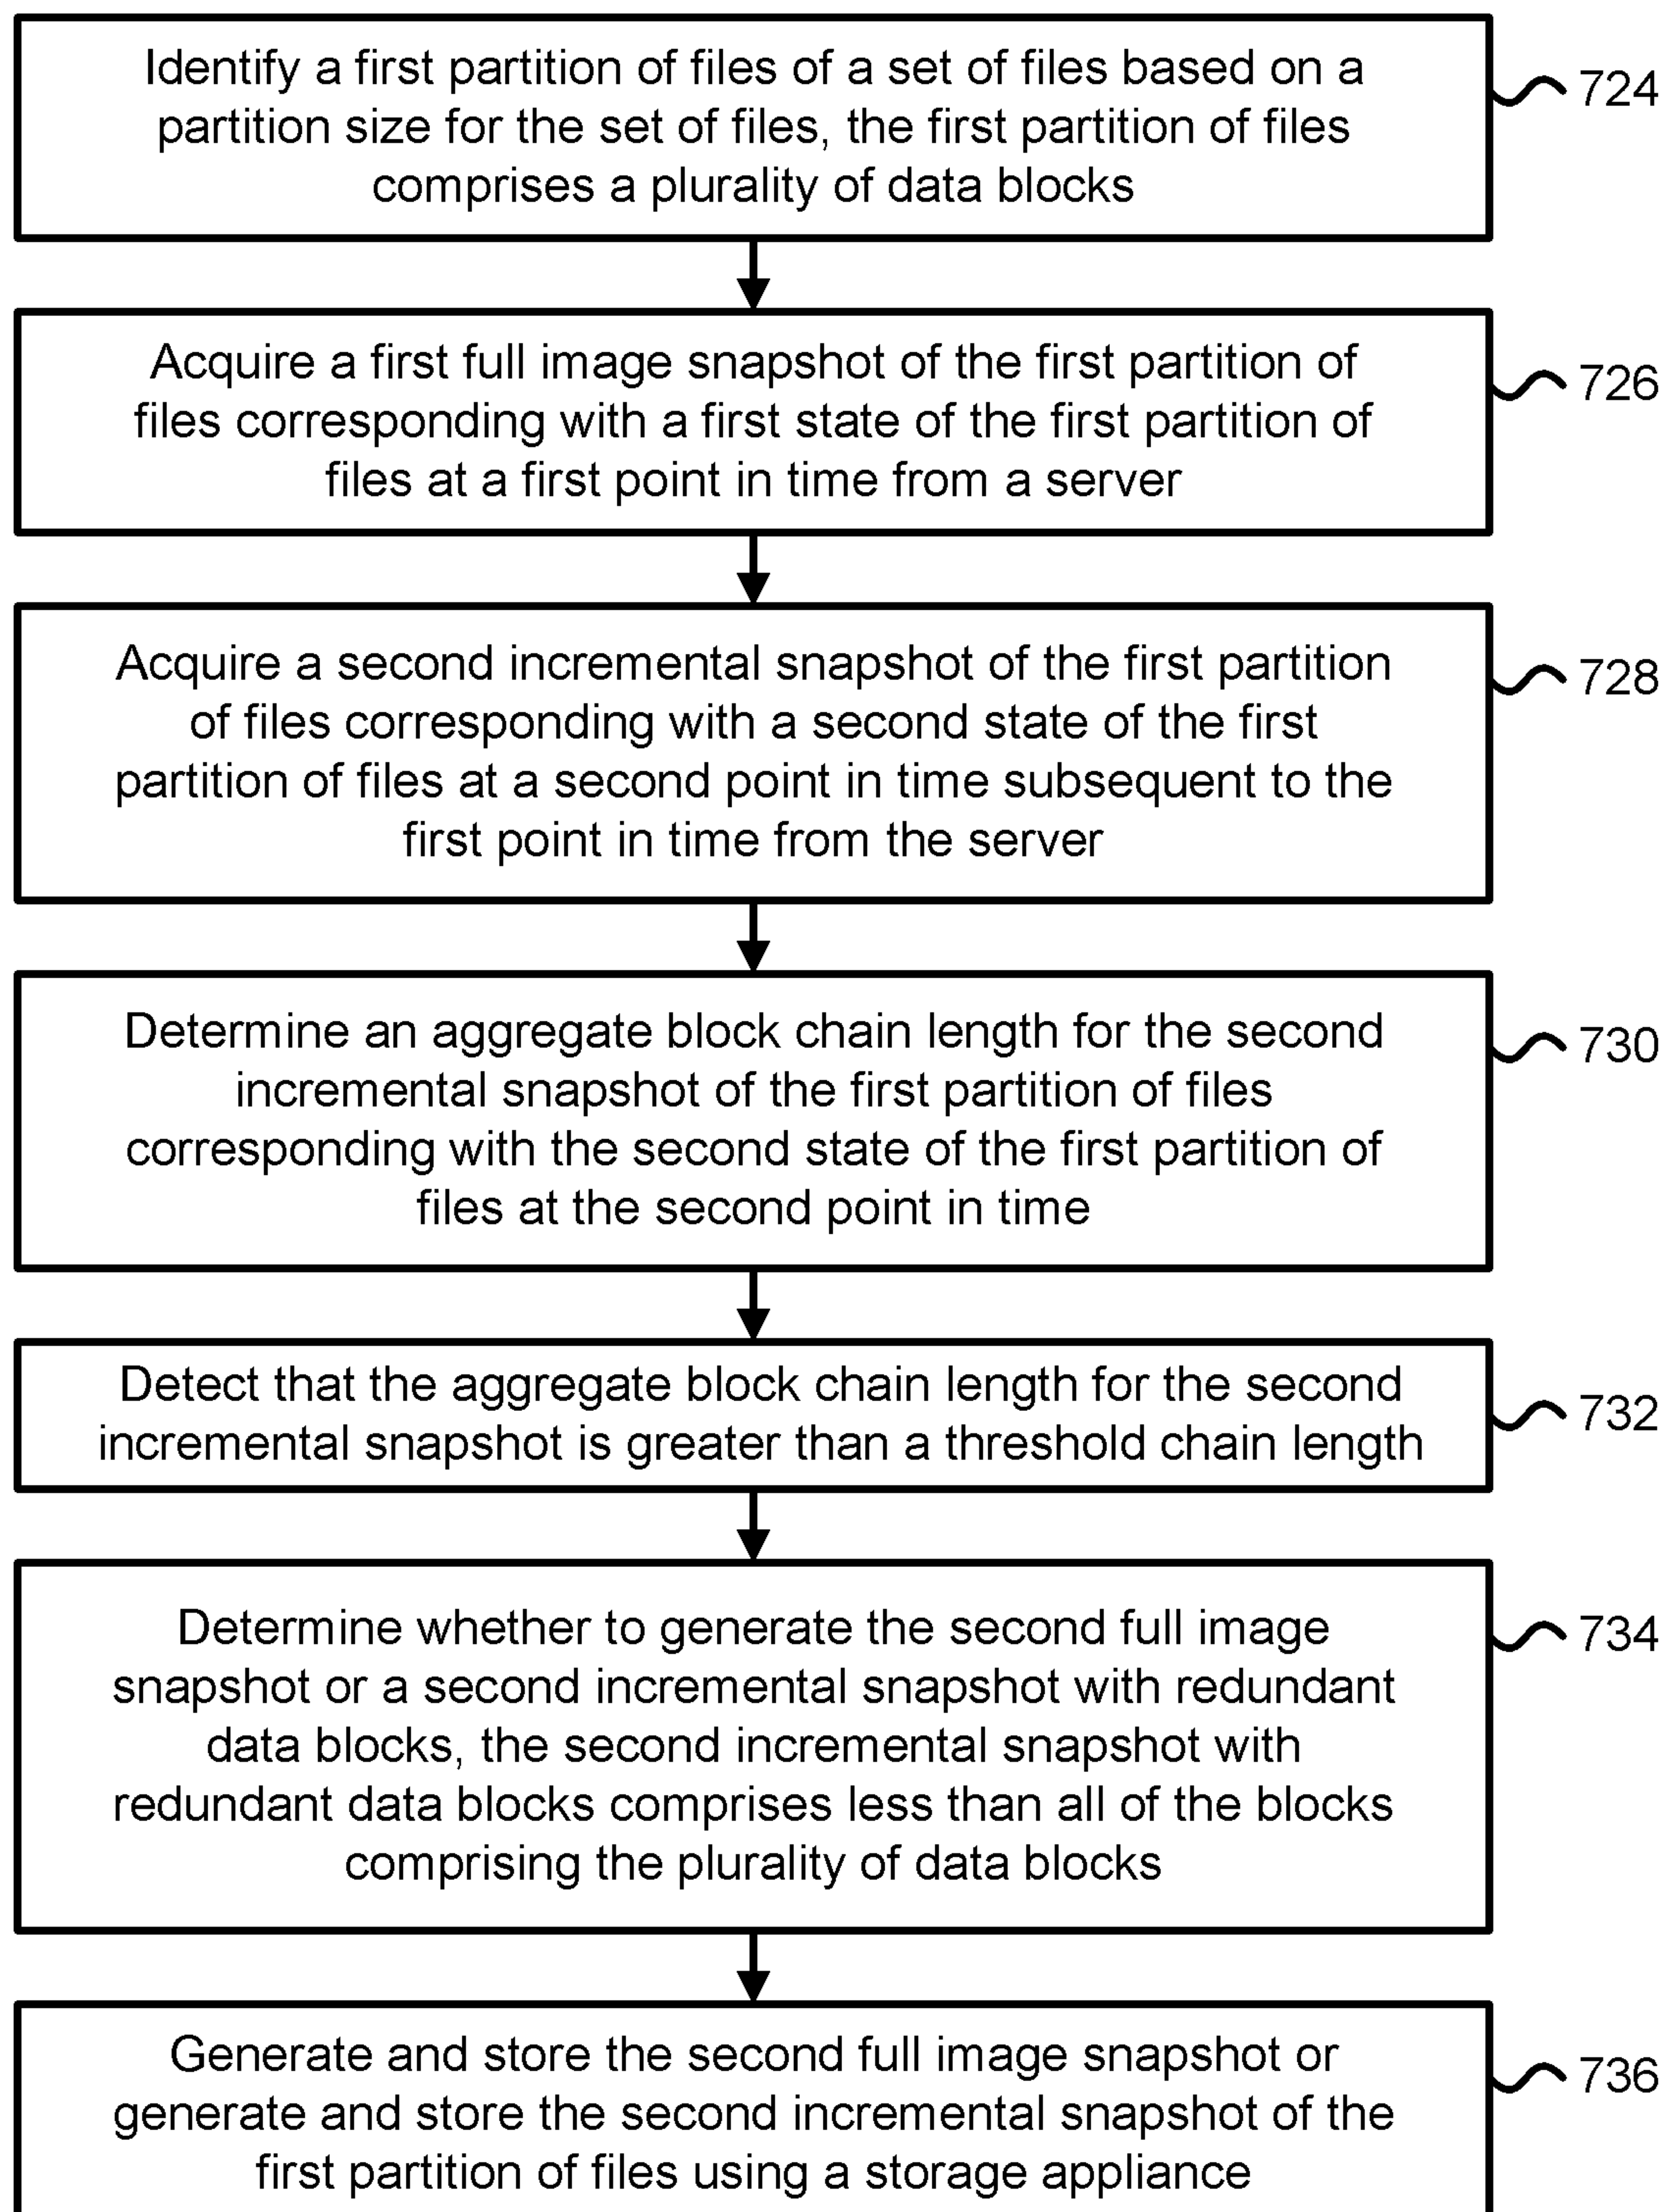 Identify a first partition of files of a set of files based on a
partition size for the set of files, the first partition of files
comprises a plurality of data blocks
724
Acquire a first full image snapshot of the first partition of
files corresponding with a first state of the first partition of
files at a first point in time from a server
726
Acquire a second incremental snapshot of the first partition
of files corresponding with a second state of the first
partition of files at a second point in time subsequent to the
first point in time from the server
728
Determine an aggregate block chain length for the second
incremental snapshot of the first partition of files
corresponding with the second state of the first partition of
files at the second point in time
730
Detect that the aggregate block chain length for the second
incremental snapshot is greater than a threshold chain length
732
Determine whether to generate the second full image
snapshot or a second incremental snapshot with redundant
data blocks, the second incremental snapshot with
redundant data blocks comprises less than all of the blocks
comprising the plurality of data blocks
734
Generate and store the second full image snapshot or
generate and store the second incremental snapshot of the
first partition of files using a storage appliance
736